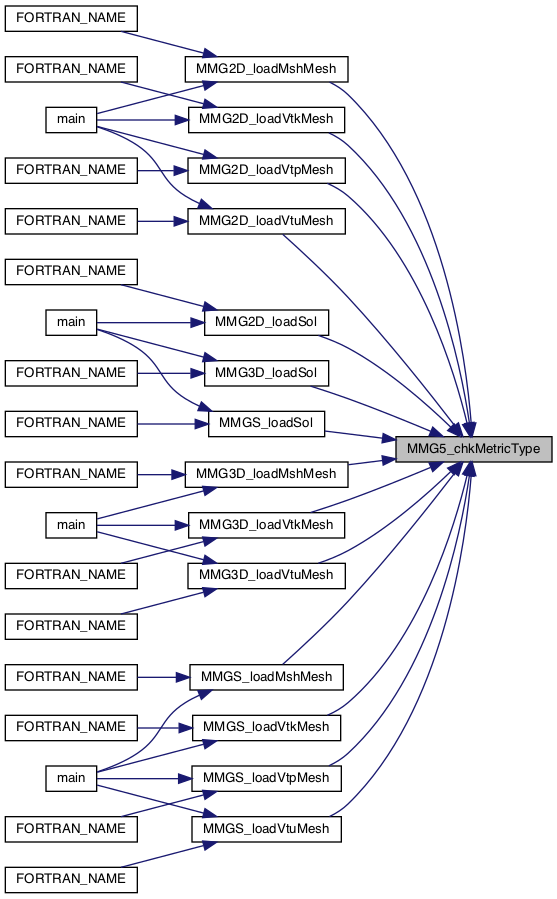 FORTRAN_NAME
MMG2D_loadMshMesh
FORTRAN_NAME
MMG2D_loadVtkMesh
main
MMG2D_loadVtpMesh
FORTRAN_NAME
MMG2D_loadVtuMesh
FORTRAN_NAME
FORTRAN_NAME
MMG2D_loadSol
main
MMG3D_loadSol
FORTRAN_NAME
MMGS_loadSol
FORTRAN_NAME
MMG5_chkMetricType
MMG3D_loadMshMesh
FORTRAN_NAME
MMG3D_loadVtkMesh
main
MMG3D_loadVtuMesh
FORTRAN_NAME
FORTRAN_NAME
MMGS_loadMshMesh
FORTRAN_NAME
MMGS_loadVtkMesh
FORTRAN_NAME
MMGS_loadVtpMesh
main
MMGS_loadVtuMesh
FORTRAN_NAME
FORTRAN_NAME